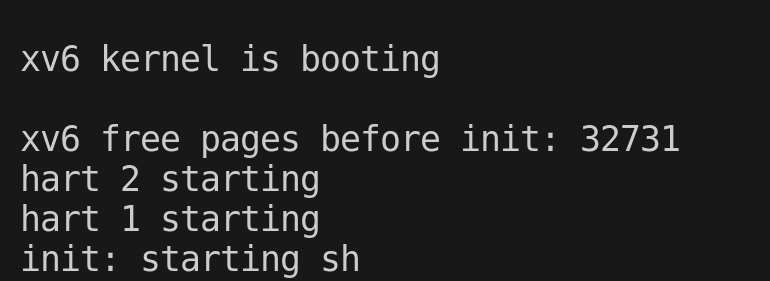 xv6 kernel is booting
xv6 free pages before init: 32731
hart 2 starting
hart 1 starting
init: starting sh